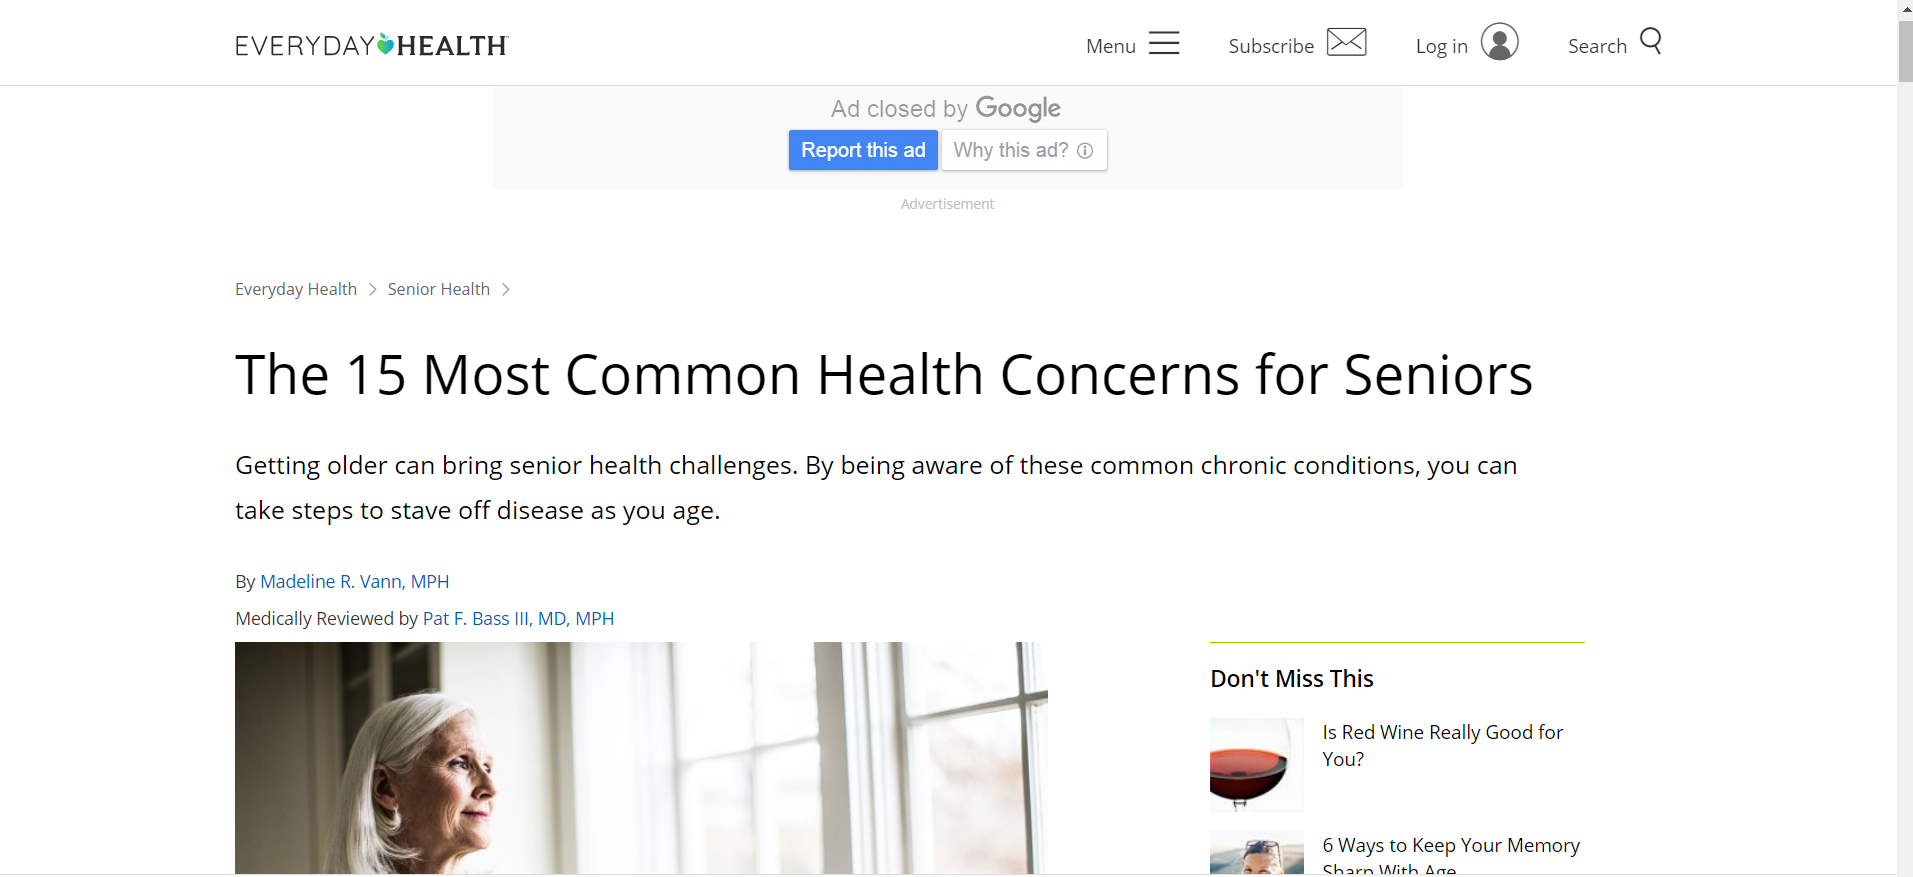 EVERYDAY HEALTH
Menu
Subscribe
Log in
Search
Ad closed by Google
Report this ad
Why this ad?
Advertisement
Everyday Health
Senior Health
The 15 Most Common Health Concerns for Seniors
Getting older can bring senior health challenges. By being aware of these common chronic conditions, you can
take steps to stave off disease as you age.
By Madeline R. Vann, MPH
Medically Reviewed by Pat F. Bass III, MD, MPH
Don't Miss This
Is Red Wine Really Good for
You?
6 Ways to Keep Your Memory
Sharp With Age